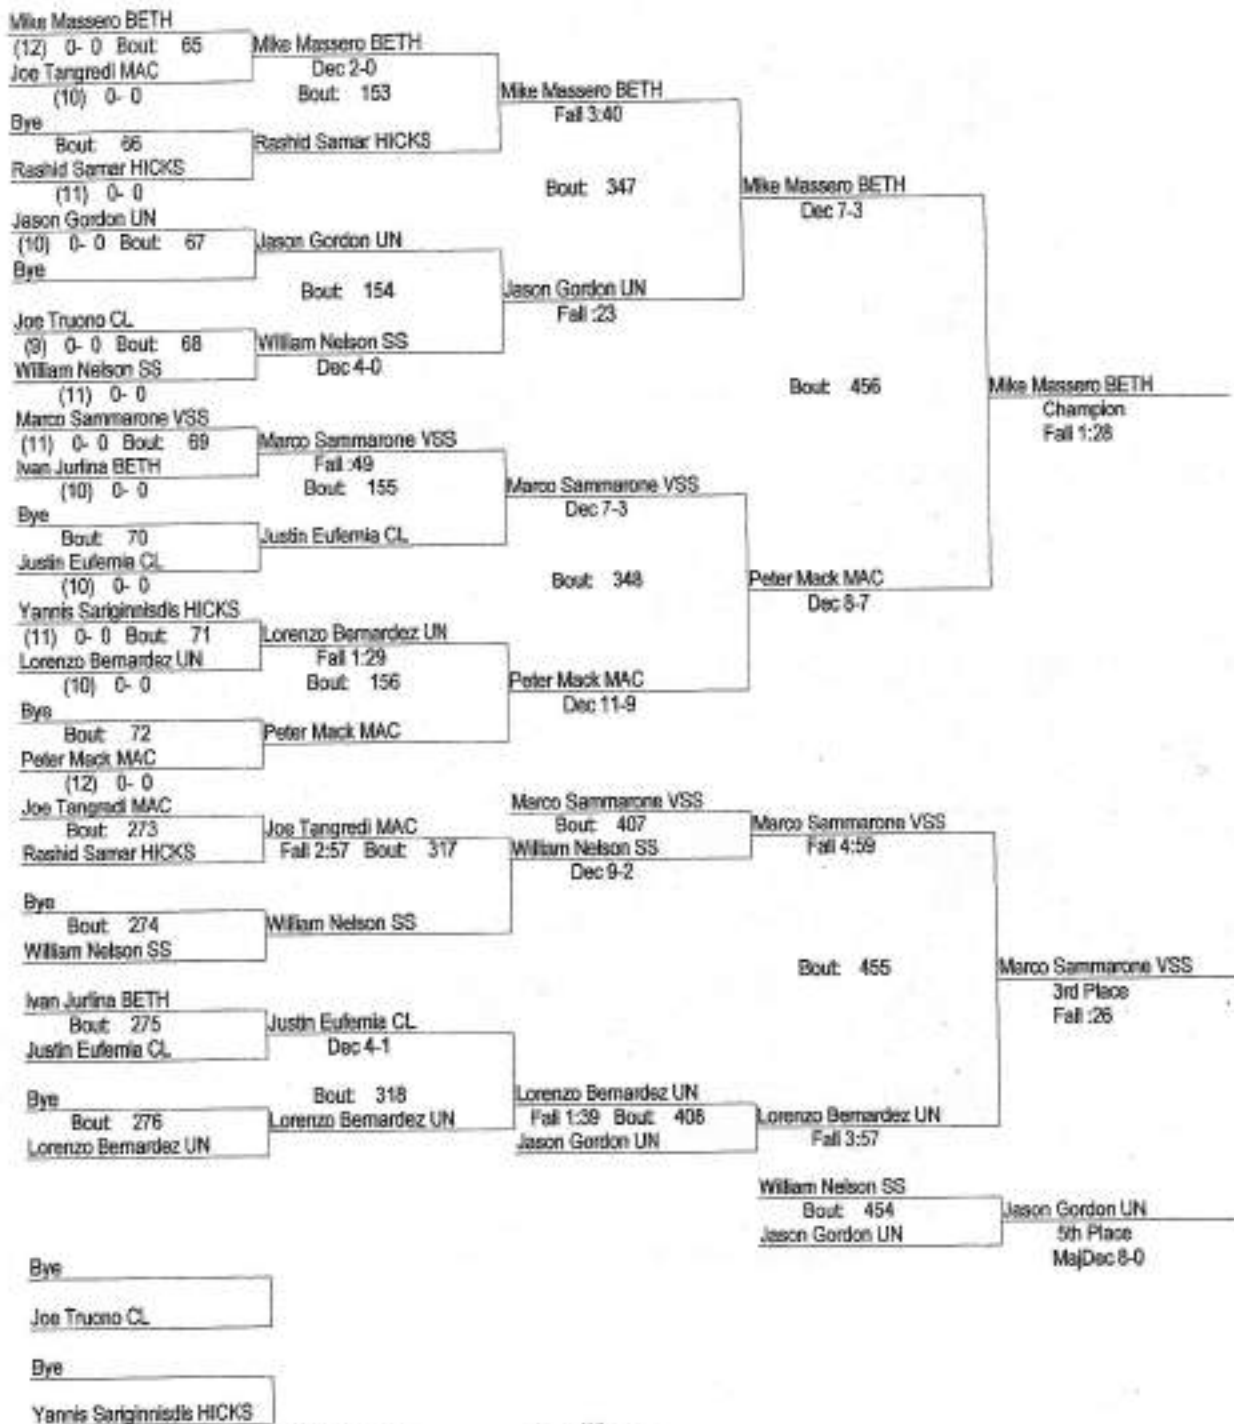 Mike Massero BETH
(12) 0- 0 Bout: 65
Joe Tangredi MAC
(10) 0- 0
Mike Massero BETH
Dec 2-0
Bout: 153
Bye
Bout: 66
Rashid Samar HICKS
(11) 0- 0
Rashid Samar HICKS
Mike Massero BETH
Fall 3:40
Bout: 347
Jason Gordon UN
(10) 0- 0 Bout: 67
Bye
Jason Gordon UN
Bout: 154
Joe Truono CL
(9) 0- 0 Bout: 68
William Nelson SS
(11) 0- 0
William Nelson SS
Dec 4-0
Jason Gordon UN
Fall :23
Mike Massero BETH
Dec 7-3
Bout: 456
Mike Massero BETH
Champion
Fall 1:28
Marco Sammarone VSS
(11) 0- 0 Bout: 69
Ivan Jurlina BETH
(10) 0- 0
Marco Sammarone VSS
Fall :49
Bout: 155
Bye
Bout: 70
Justin Eufemia CL
(10) 0- 0
Justin Eufemia CL
Marco Sammarone VSS
Dec 7-3
Bout: 348
Yannis Sariginnisdis HICKS
(11) 0- 0 Bout: 71
Lorenzo Bernardez UN
(10) 0- 0
Lorenzo Bernardez UN
Fall 1:29
Bout: 156
Bye
Bout: 72
Peter Mack MAC
(12) 0- 0
Peter Mack MAC
Peter Mack MAC
Dec 11-9
Peter Mack MAC
Dec 8-7
Joe Tangredi MAC
Bout: 273
Rashid Samar HICKS
Joe Tangredi MAC
Fall 2:57 Bout: 317
Bye
Bout: 274
William Nelson SS
William Nelson SS
Marco Sammarone VSS
Bout: 407
William Nelson SS
Dec 9-2
Marco Sammarone VSS
Fall 4:59
Bout: 455
Marco Sammarone VSS
3rd Place
Fall :26
Ivan Jurlina BETH
Bout: 275
Justin Eufemia CL
Justin Eufemia CL
Dec 4-1
Bout: 318
Bye
Bout: 276
Lorenzo Bernardez UN
Lorenzo Bernardez UN
Lorenzo Bernardez UN
Fall 1:39 Bout: 408
Jason Gordon UN
Lorenzo Bernardez UN
Fall 3:57
William Nelson SS
Bout: 454
Jason Gordon UN
Jason Gordon UN
5th Place
MajDec 8-0
Bye
Joe Truono CL
Bye
Yannis Sariginnisdis HICKS